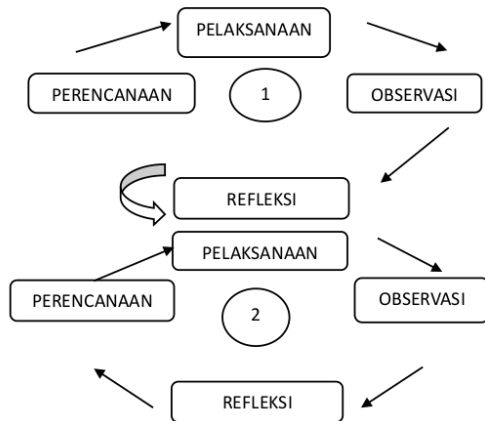 PELAKSANAAN
PERENCANAAN
1
OBSERVASI
REFLEKSI
PELAKSANAAN
PERENCANAAN
2
OBSERVASI
REFLEKSI